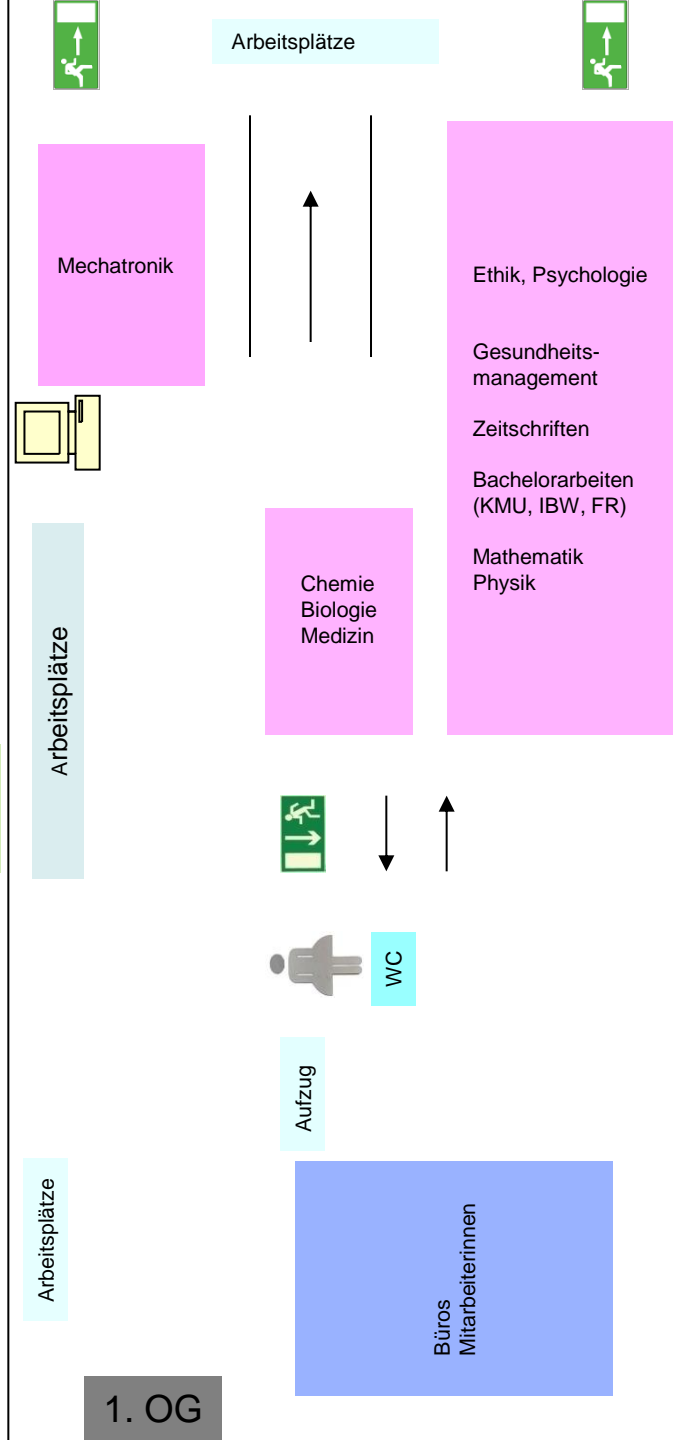 Arbeitsplätze
Mechatronik
Ethik, Psychologie
Gesundheits-
management
Zeitschriften
Bachelorarbeiten
(KMU, IBW, FR)
Mathematik
Physik
Chemie
Biologie
Medizin
Arbeitsplätze
WC
Aufzug
Arbeitsplätze
Büros
Mitarbeiterinnen
1. OG